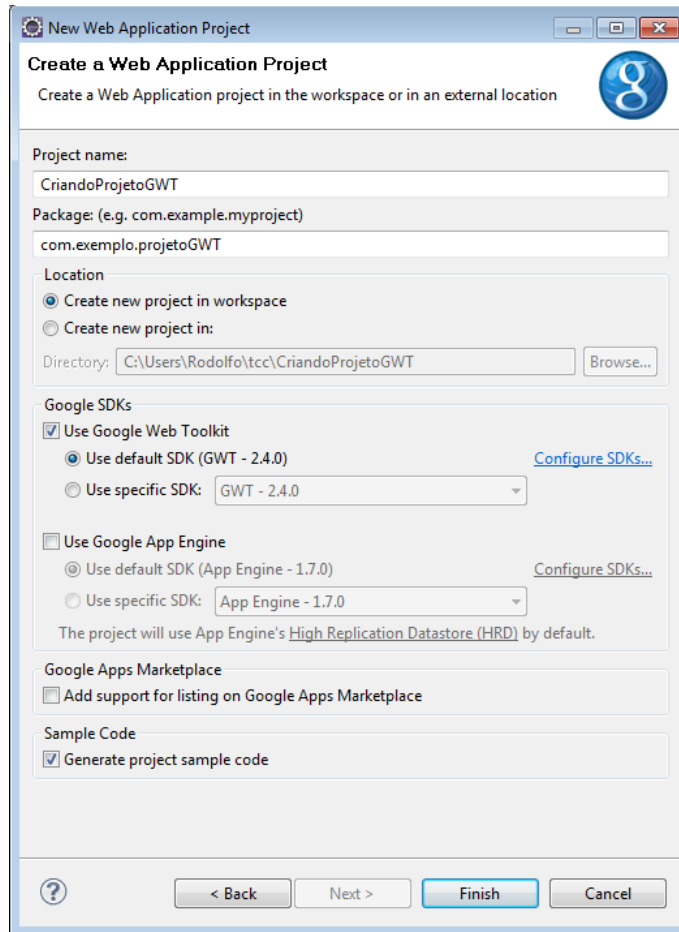 New Web Application Project
Create a Web Application Project
Create a Web Application project in the workspace or in an external location
g
Project name:
CriandoProjetoGWT
Package: (e.g. com.example.myproject)
com.exemplo.projetoGWT
Location
Create new project in workspace
Create new project in:
Directory: C:\Users\Rodolfo\tcc\CriandoProjetoGWT Browse...
Google SDKs
Use Google Web Toolkit
Use default SDK (GWT - 2.4.0) Configure SDKs...
Use specific SDK: GWT - 2.4.0
Use Google App Engine
Use default SDK (App Engine - 1.7.0) Configure SDKs...
Use specific SDK: App Engine - 1.7.0
The project will use App Engine's High Replication Datastore (HRD) by default.
Google Apps Marketplace
Add support for listing on Google Apps Marketplace
Sample Code
Generate project sample code
? < Back Next > Finish Cancel